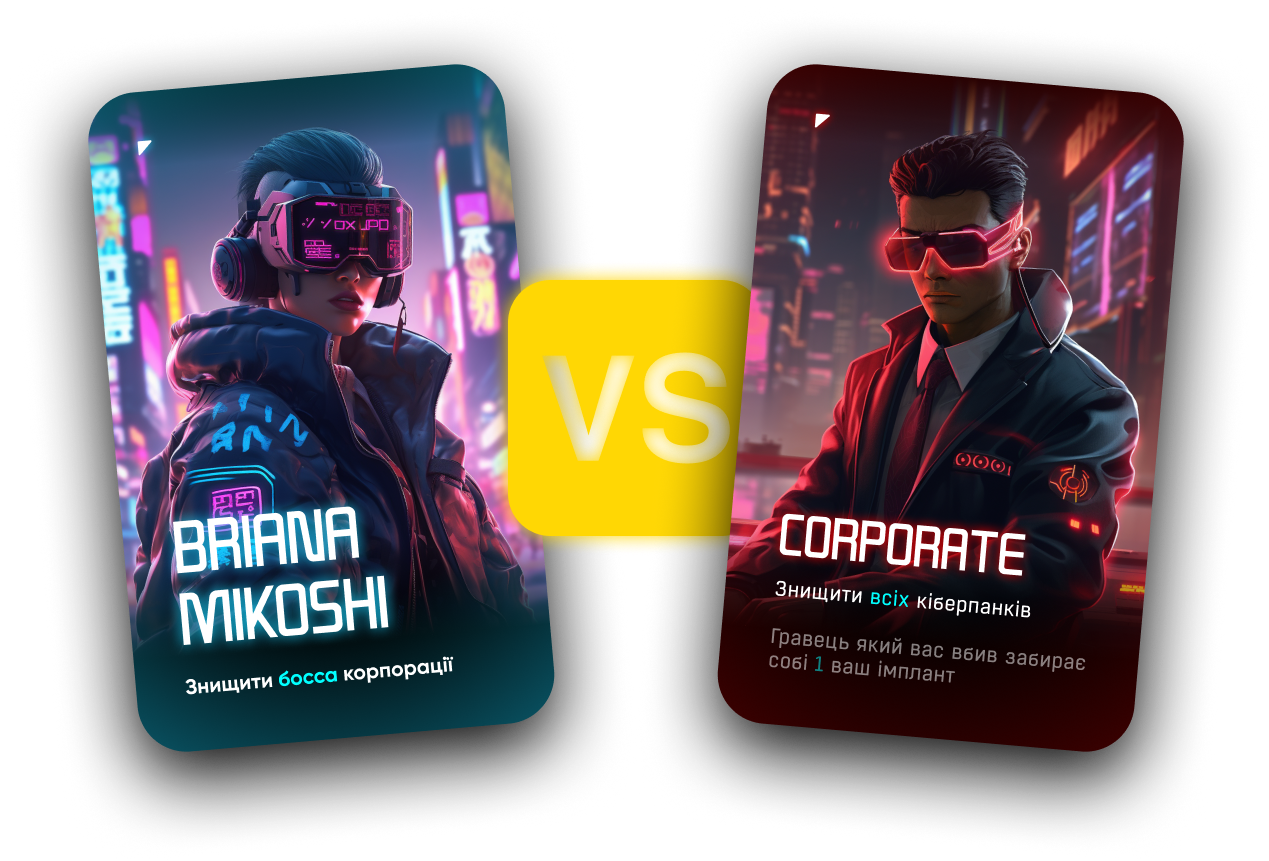 BRIANA
MIKOSHI
Знищити босса корпорації
VS
CORPORATE
Знищити всіх кіберпанків
Гравець який вас вбив забирає
собі 1 ваш імплант